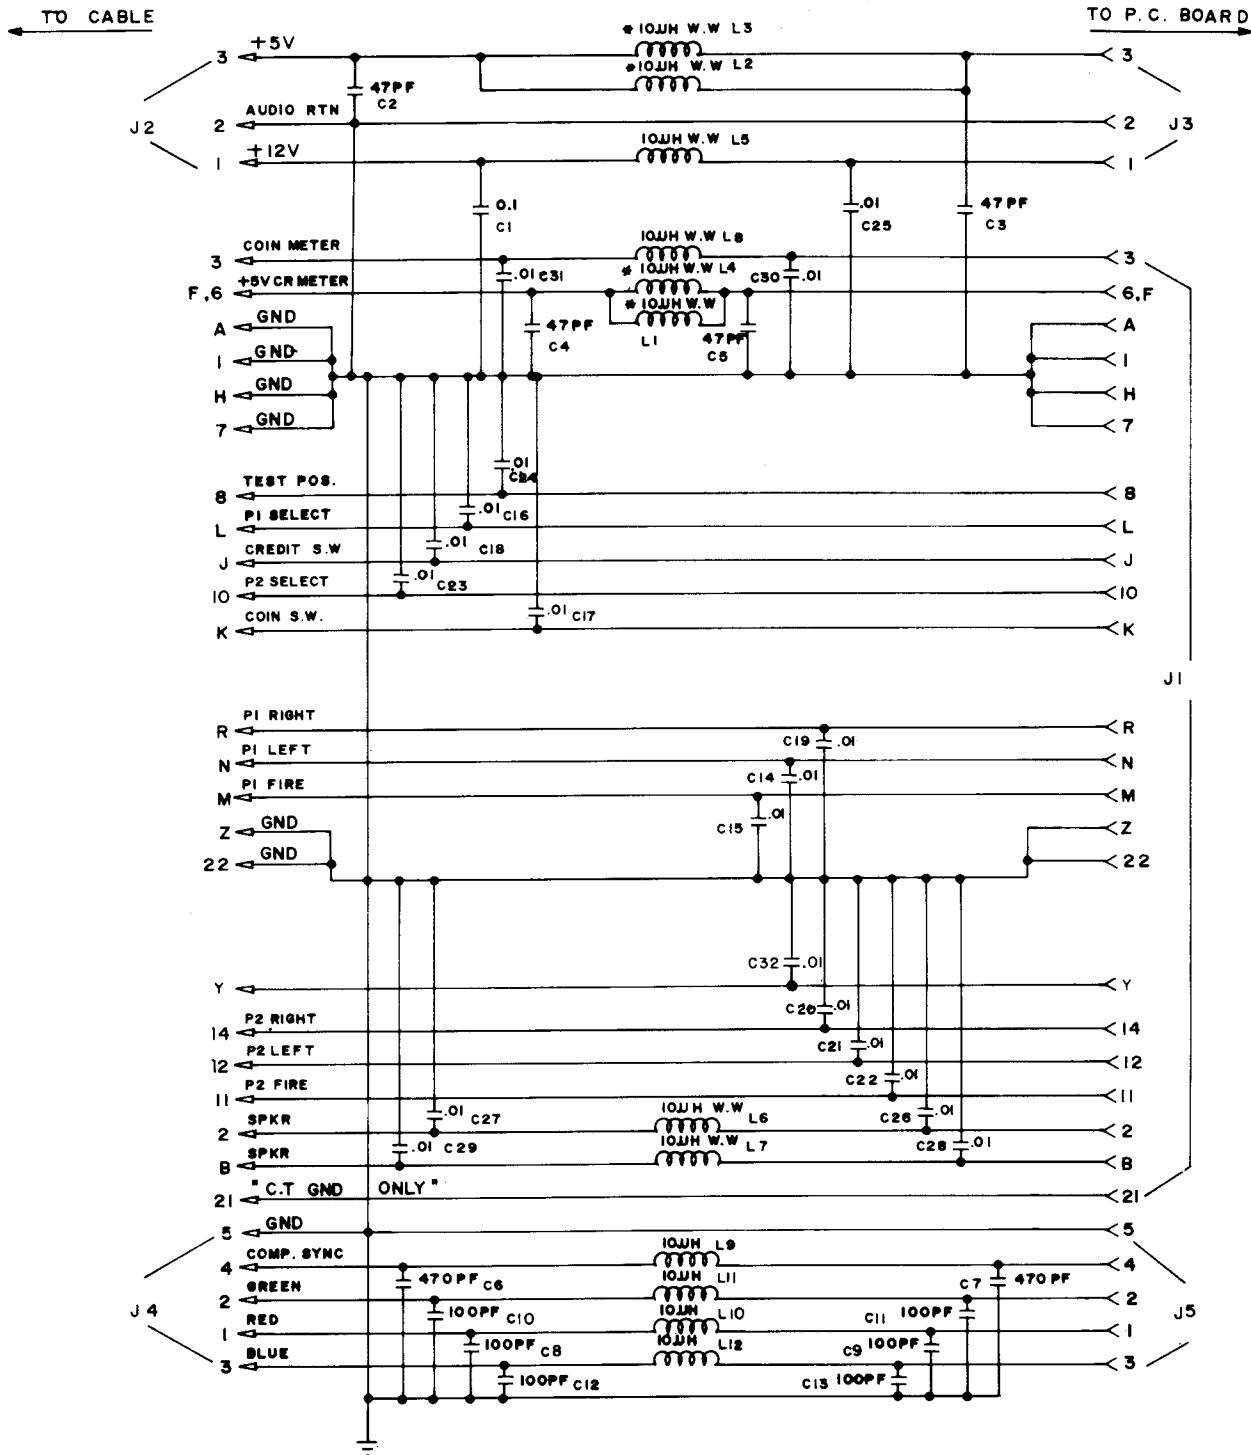 TO CABLE TO P.C. BOARD
3 +5V * 10µH W.W L3 3
* 10µH W.W L2
47PF
C2
J2 2 AUDIO RTN 2 J3
1 +12V 10µH W.W L5 1
0.1 .01 47PF
C1 C25 C3
3 COIN METER 10µH W.W L8 3
.01 C31 C30 .01
F,6 +5V CR METER * 10µH W.W L4 6,F
* 10µH W.W
A GND 47PF L1 47PF A
C4 C5
1 GND 1
H GND H
7 GND 7
.01
C24
8 TEST POS. 8
.01 C16
L P1 SELECT L
.01 C18
J CREDIT S.W J
.01 C23
10 P2 SELECT 10
.01 C17
K COIN S.W. K
J1
R P1 RIGHT R
C19 .01
N P1 LEFT N
C14 .01
M P1 FIRE M
C15 .01
Z GND Z
22 GND 22
C32 .01
Y Y
C20 .01
14 P2 RIGHT 14
C21 .01
12 P2 LEFT 12
C22 .01
11 P2 FIRE 11
.01 C27 10µH W.W L6 C26 .01
2 SPKR 2
.01 C29 10µH W.W L7 C28 .01
B SPKR B
21 "C.T GND ONLY" 21
5 GND 5
4 COMP. SYNC 10µH L9 4
470PF C6 C7 470PF
J4 2 GREEN 10µH L11 2 J5
100PF C10 C11 100PF
1 RED 10µH L10 1
100PF C8 C9 100PF
3 BLUE 10µH L12 3
100PF C12 C13 100PF